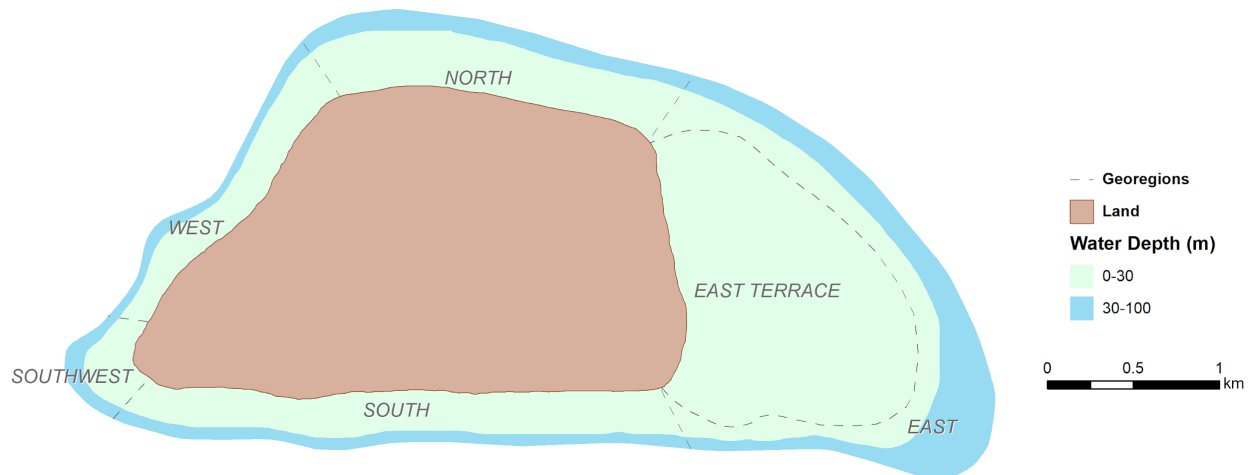 NORTH
WEST
EAST TERRACE
SOUTHWEST
SOUTH
EAST
Georegions
Land
Water Depth (m)
0-30
30-100
0 0.5 1
km